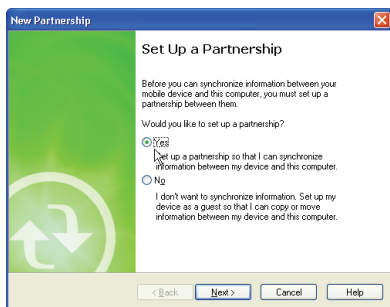 New Partnership
Set Up a Partnership
Before you can synchronize information between your
mobile device and this computer, you must set up a
partnership between them.
Would you like to set up a partnership?
Yes
Set up a partnership so that I can synchronize
information between my device and this computer.
No
I don't want to synchronize information. Set up my
device as a guest so that I can copy or move
information between my device and this computer.
< Back Next > Cancel Help